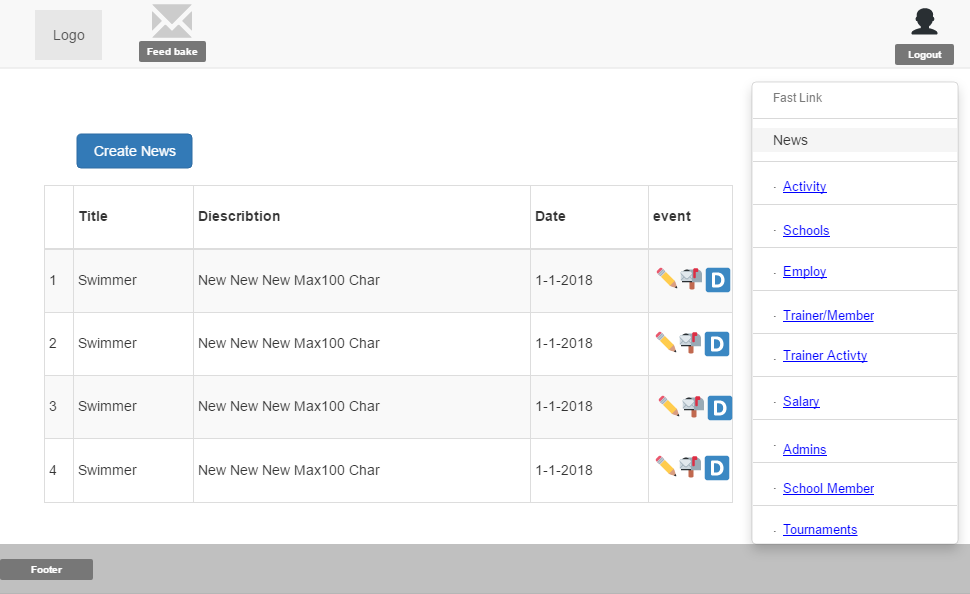 Logo
Feed bake
Logout
Create News
Title Diescribtion Date event
1 Swimmer New New New Max100 Char 1-1-2018 D
2 Swimmer New New New Max100 Char 1-1-2018 D
3 Swimmer New New New Max100 Char 1-1-2018 D
4 Swimmer New New New Max100 Char 1-1-2018 D
Fast Link
News
· Activity
· Schools
· Employ
· Trainer/Member
· Trainer Activty
· Salary
· Admins
· School Member
· Tournaments
Footer